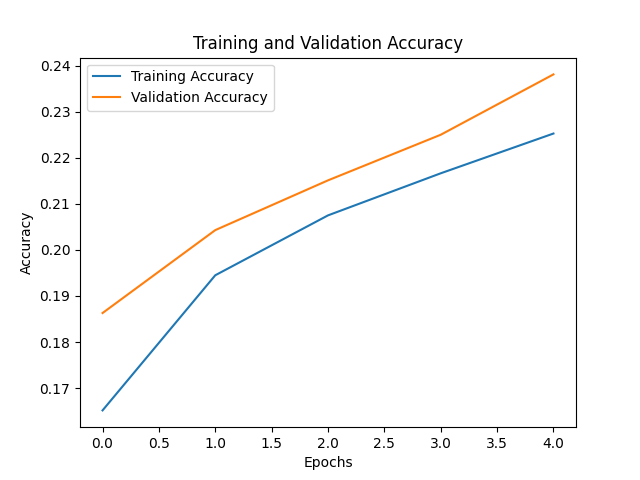 Training and Validation Accuracy
Training Accuracy
Validation Accuracy
0.24
0.23
0.22
0.21
0.20
0.19
0.18
0.17
Accuracy
0.0 0.5 1.0 1.5 2.0 2.5 3.0 3.5 4.0
Epochs